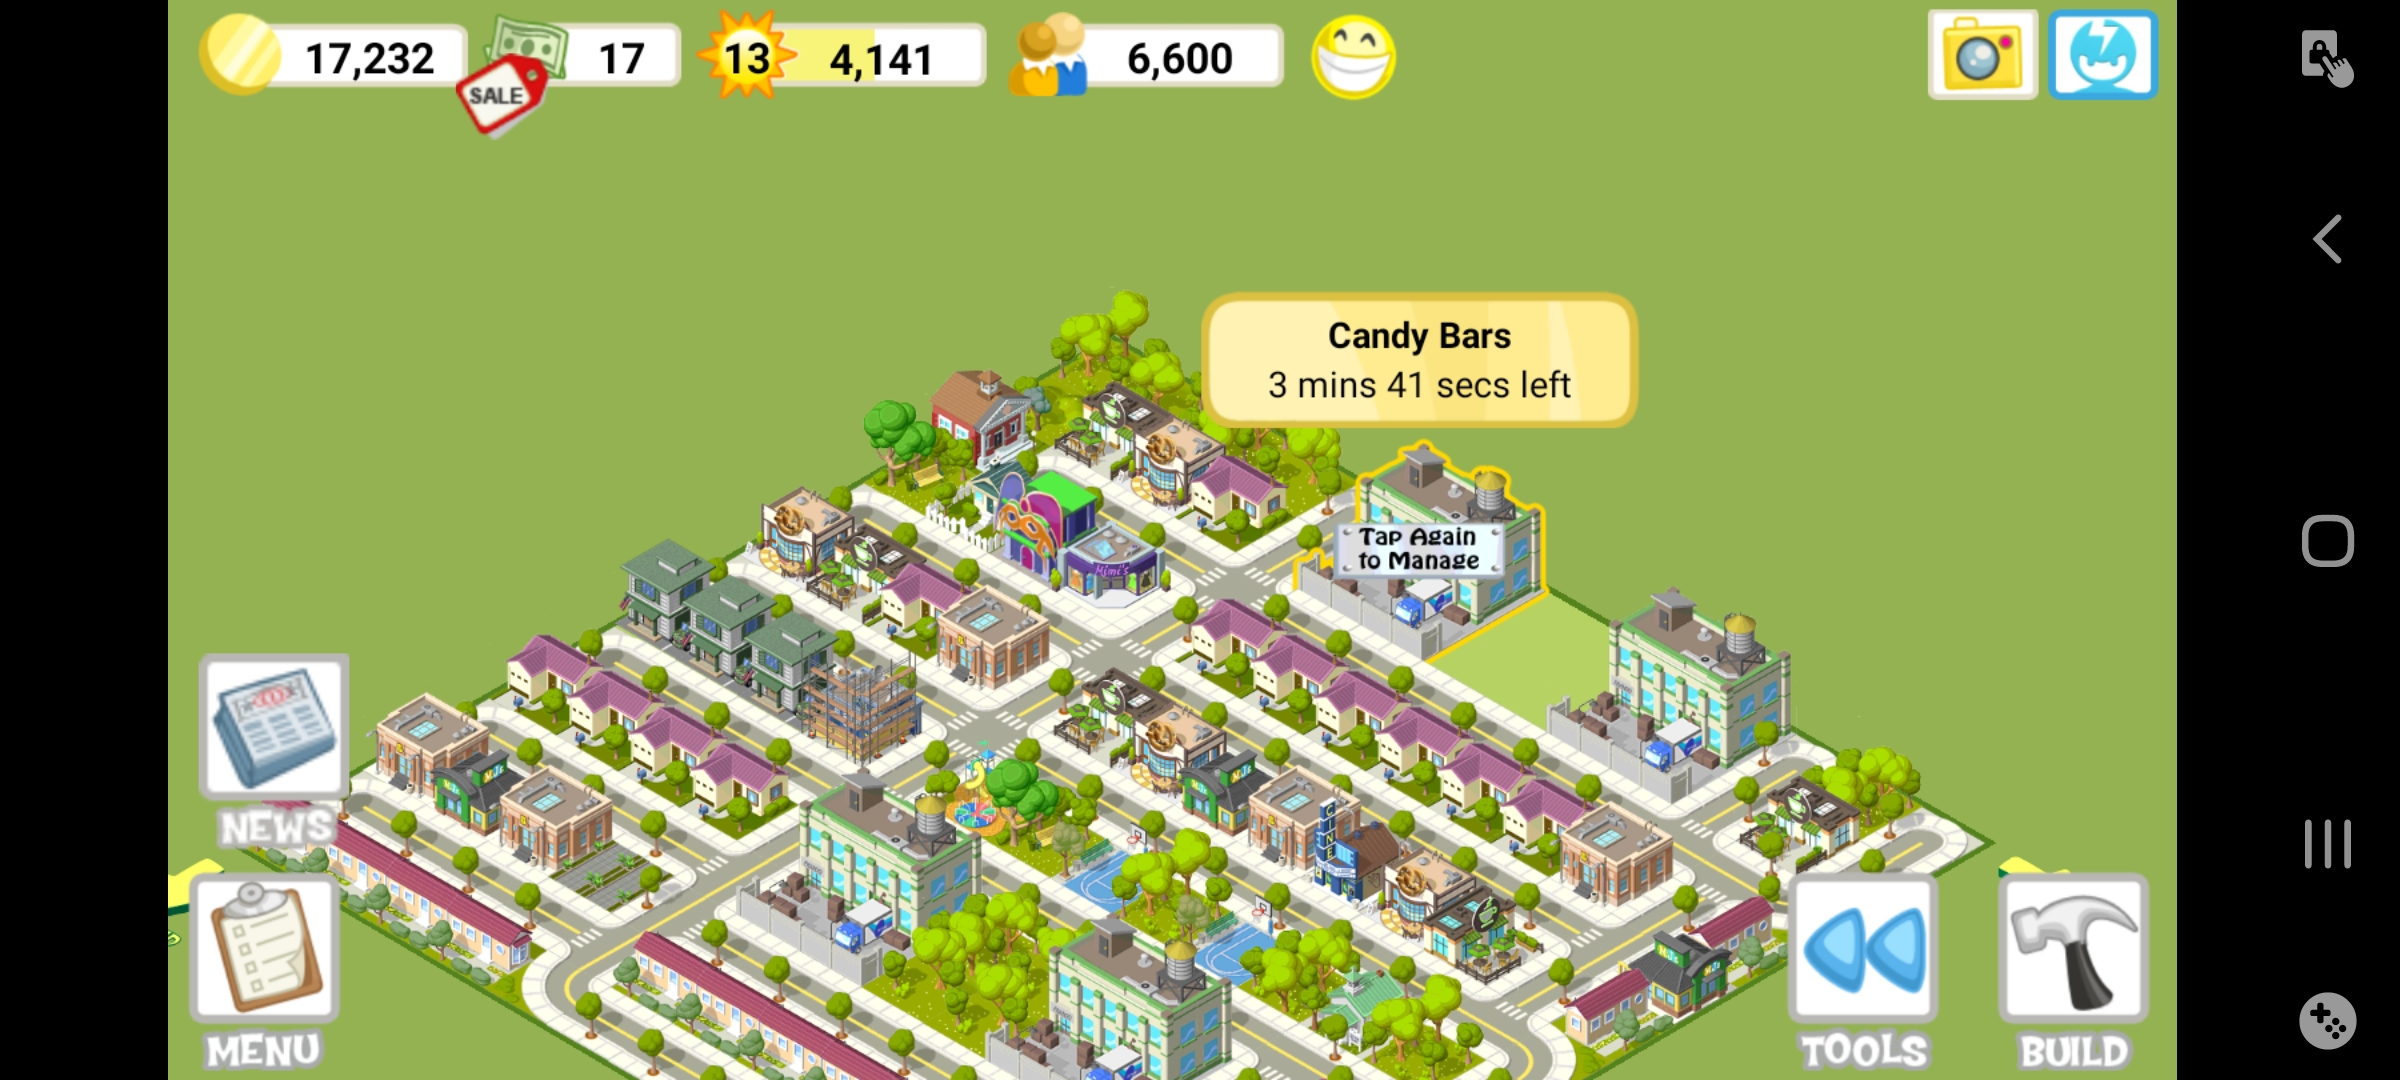 17,232
17
SALE
13
4,141
6,600
Candy Bars
3 mins 41 secs left
Tap Again
to Manage
Mimi's
NEWS
MENU
TOOLS
BUILD